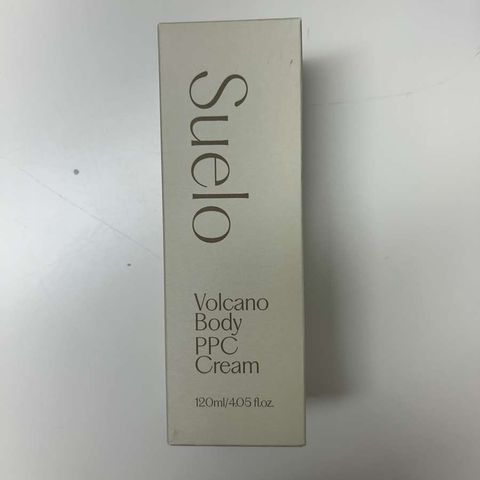 Suelo
Volcano
Body
PPC
Cream
120ml/4.05 fl.oz.